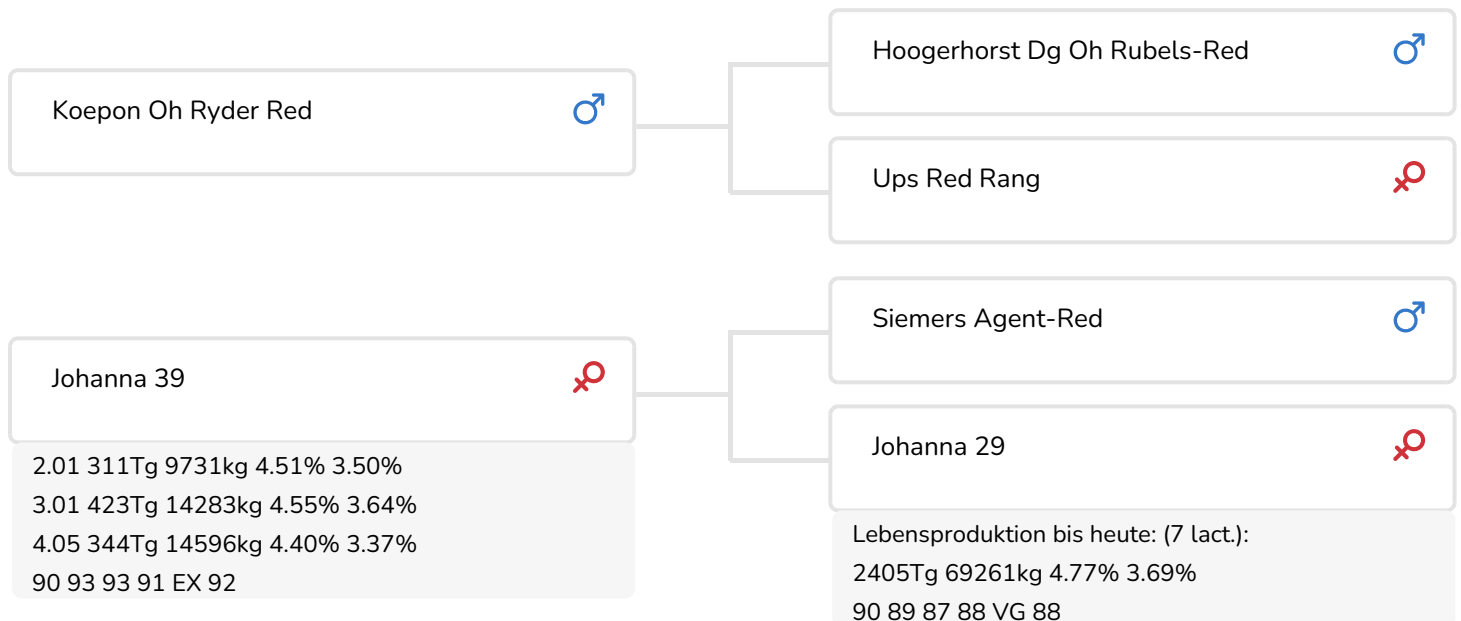 Koepon Oh Ryder Red
Hoogerhorst Dg Oh Rubels-Red
Ups Red Rang
Johanna 39
2.01 311Tg 9731kg 4.51% 3.50%
3.01 423Tg 14283kg 4.55% 3.64%
4.05 344Tg 14596kg 4.40% 3.37%
90 93 93 91 EX 92
Siemers Agent-Red
Johanna 29
Lebensproduktion bis heute: (7 lact.):
2405Tg 69261kg 4.77% 3.69%
90 89 87 88 VG 88